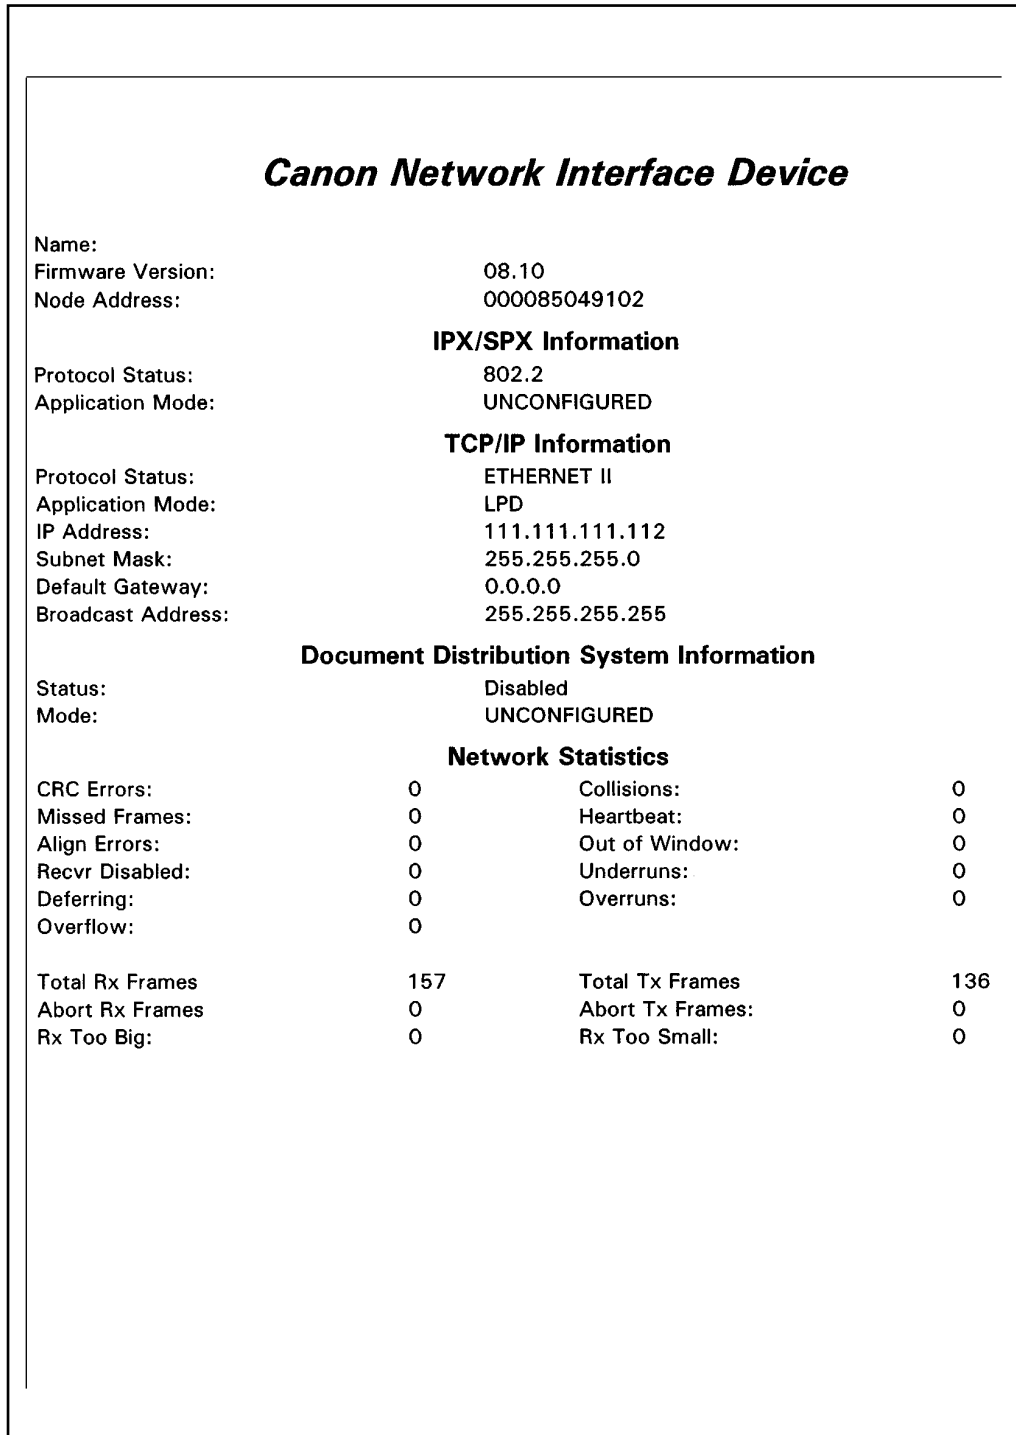 Canon Network Interface Device
Name:
Firmware Version: 08.10
Node Address: 000085049102
IPX/SPX Information
Protocol Status: 802.2
Application Mode: UNCONFIGURED
TCP/IP Information
Protocol Status: ETHERNET II
Application Mode: LPD
IP Address: 111.111.111.112
Subnet Mask: 255.255.255.0
Default Gateway: 0.0.0.0
Broadcast Address: 255.255.255.255
Document Distribution System Information
Status: Disabled
Mode: UNCONFIGURED
Network Statistics
CRC Errors: 0 Collisions: 0
Missed Frames: 0 Heartbeat: 0
Align Errors: 0 Out of Window: 0
Recvr Disabled: 0 Underruns: 0
Deferring: 0 Overruns: 0
Overflow: 0
Total Rx Frames 157 Total Tx Frames 136
Abort Rx Frames 0 Abort Tx Frames: 0
Rx Too Big: 0 Rx Too Small: 0